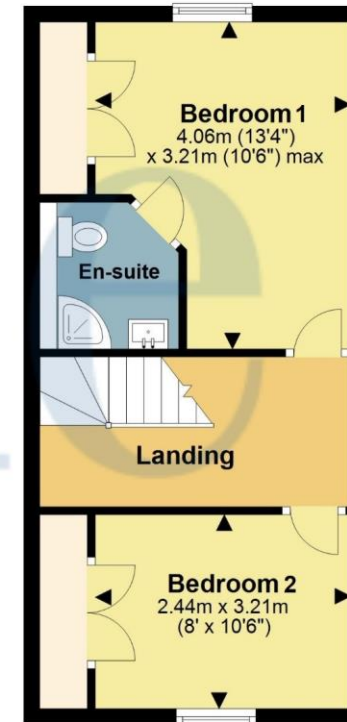 Bedroom 1
4.06m (13'4")
x 3.21m (10'6") max
En-suite
Landing
Bedroom 2
2.44m x 3.21m
(8' x 10'6")